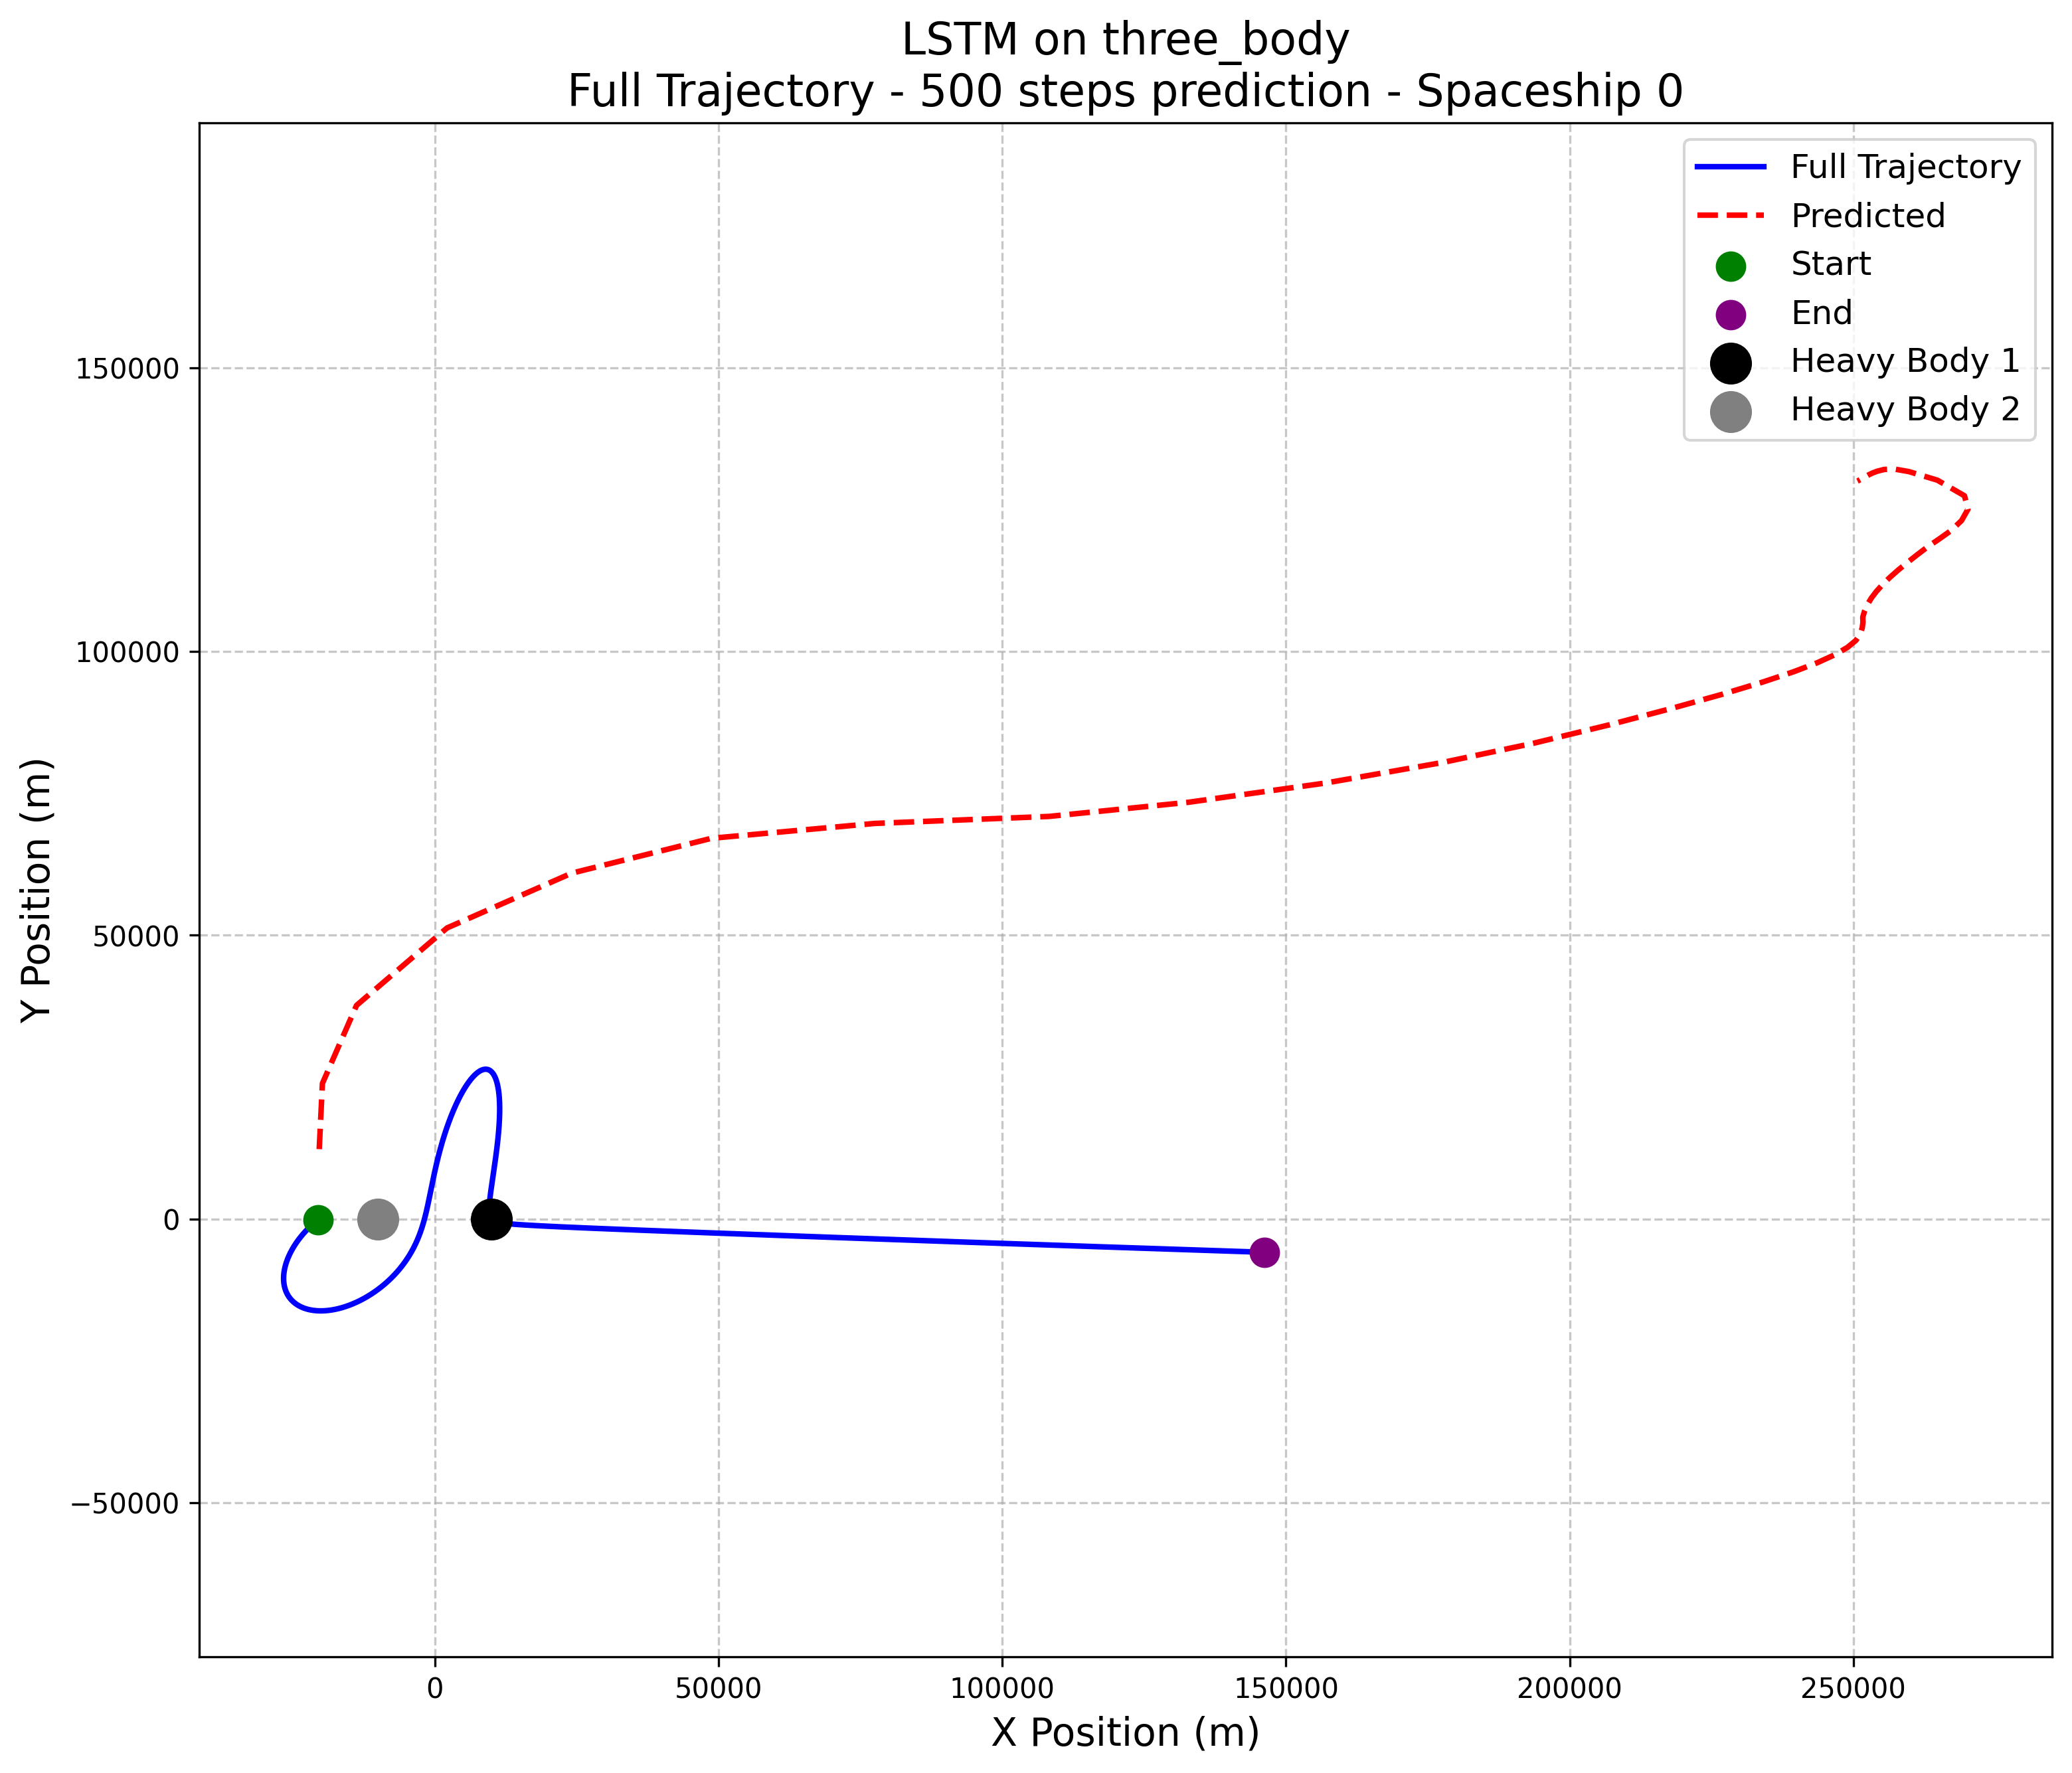 LSTM on three_body
Full Trajectory - 500 steps prediction - Spaceship 0
Full Trajectory
Predicted
Start
End
Heavy Body 1
Heavy Body 2
Y Position (m)
150000
100000
50000
0
−50000
0
50000
100000
150000
200000
250000
X Position (m)